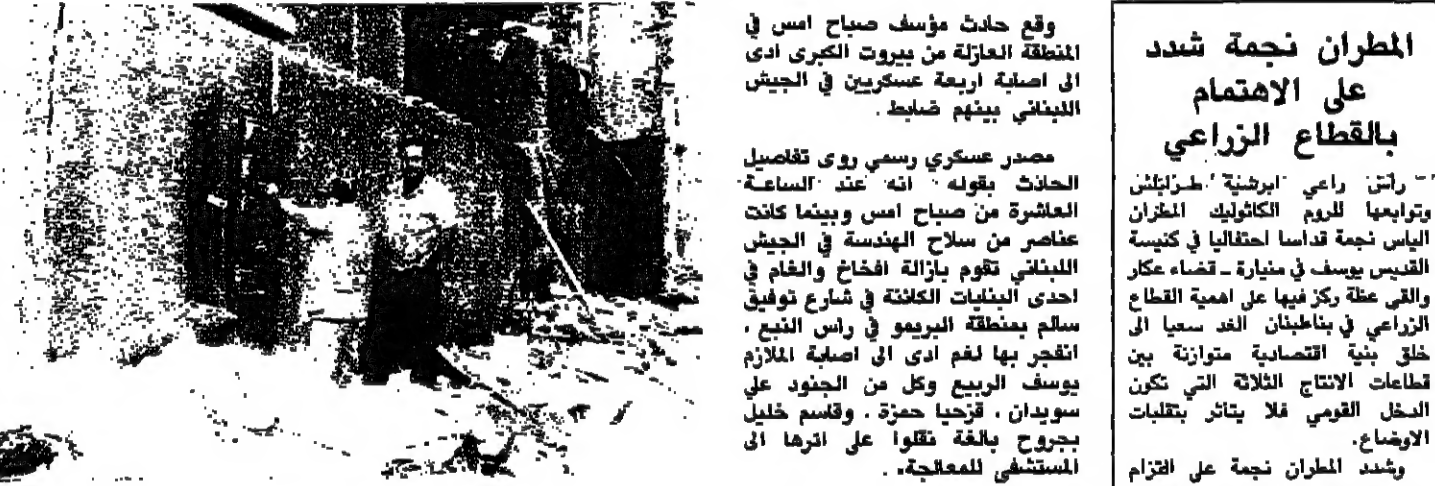 المطران نجمة شدد
على الاهتمام
بالقطاع الزراعي
رأس راعي ابرشية طرابلس
وتوابعها للروم الكاثوليك المطران
الياس نجمة قداسا احتفاليا في كنيسة
القديس يوسف في منيارة ـ قضاء عكار
والقى عظة ركز فيها على اهمية القطاع
الزراعي في بناطبنان الغد سعيا الى
خلق بنية اقتصادية متوازنة بين
قطاعات الانتاج الثلاثة التي تكون
الدخل القومي فلا يتاثر بتقلبات
الاوضاع.
وشدد المطران نجمة على التزام
وقع حادث مؤسف صباح امس في
المنطقة العازلة من بيروت الكبرى ادى
الى اصابة اربعة عسكريين في الجيش
اللبناني بينهم ضابط .
مصدر عسكري رسمي روى تفاصيل
الحادث بقوله انه عند الساعة
العاشرة من صباح امس وبينما كانت
عناصر من سلاح الهندسة في الجيش
اللبناني تقوم بازالة افخاخ والغام في
احدى البنايات الكائنة في شارع توفيق
سالم بمنطقة البريمو في راس النبع ،
انفجر بها لغم ادى الى اصابة الملازم
يوسف الربيع وكل من الجنود علي
سويدان ، قزحيا حمزة ، وقاسم خليل
بجروح بالغة نقلوا على اثرها الى
المستشفى للمعالجة» .